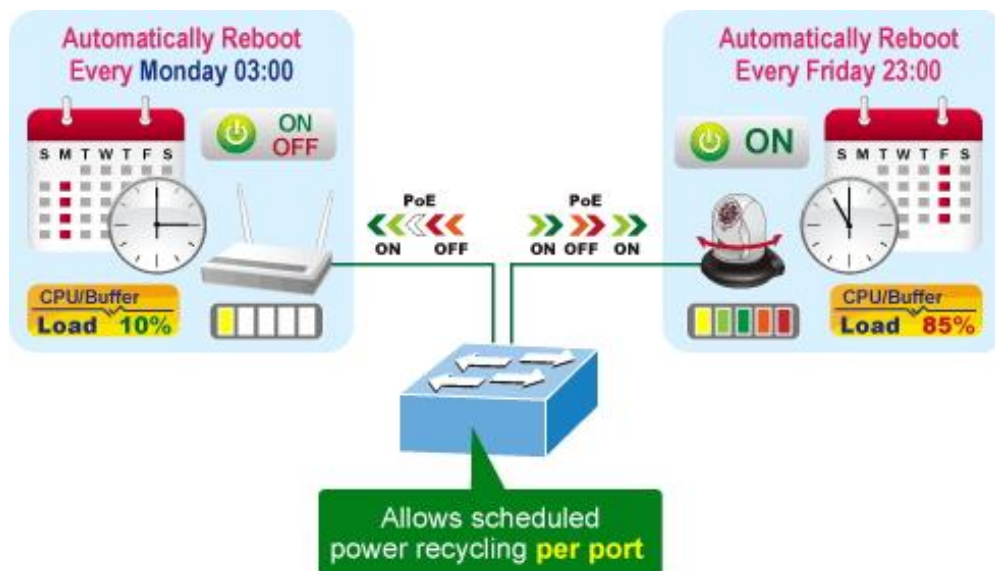 Automatically Reboot
Every Monday 03:00
S M T W T F S
ON
OFF
CPU/Buffer
Load 10%
PoE
ON OFF
PoE
ON OFF ON
Automatically Reboot
Every Friday 23:00
ON
S M T W T F S
CPU/Buffer
Load 85%
Allows scheduled
power recycling per port